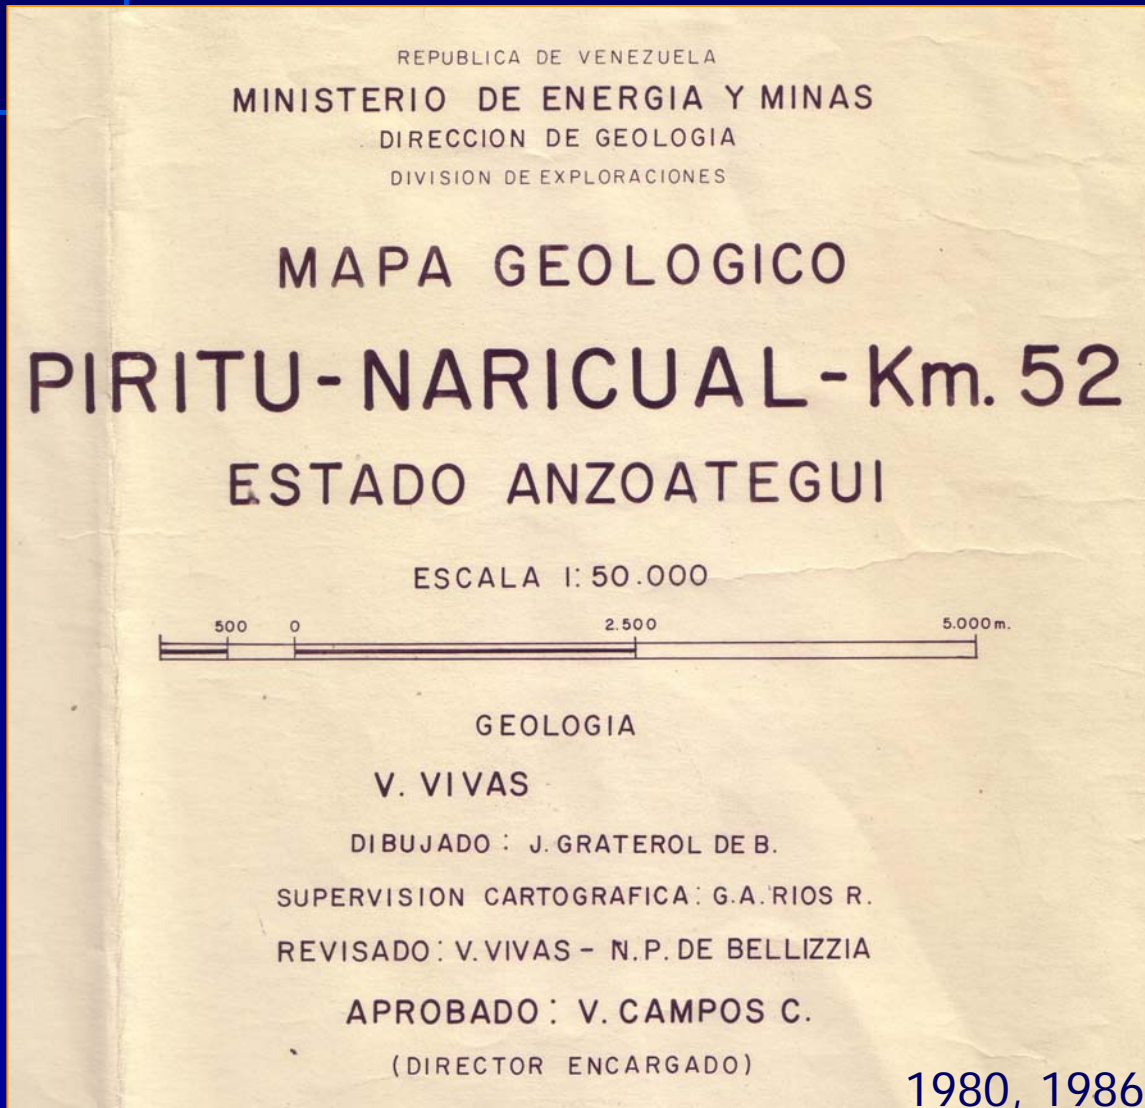 REPUBLICA DE VENEZUELA
MINISTERIO DE ENERGIA Y MINAS
DIRECCION DE GEOLOGIA
DIVISION DE EXPLORACIONES
MAPA GEOLOGICO
PIRITU-NARICUAL-Km. 52
ESTADO ANZOATEGUI
ESCALA 1:50.000
500 0 2.500 5.000 m.
GEOLOGIA
V. VIVAS
DIBUJADO: J. GRATEROL DE B.
SUPERVISION CARTOGRAFICA: G.A. RIOS R.
REVISADO: V. VIVAS - N.P. DE BELLIZZIA
APROBADO: V. CAMPOS C.
(DIRECTOR ENCARGADO)
1980, 1986